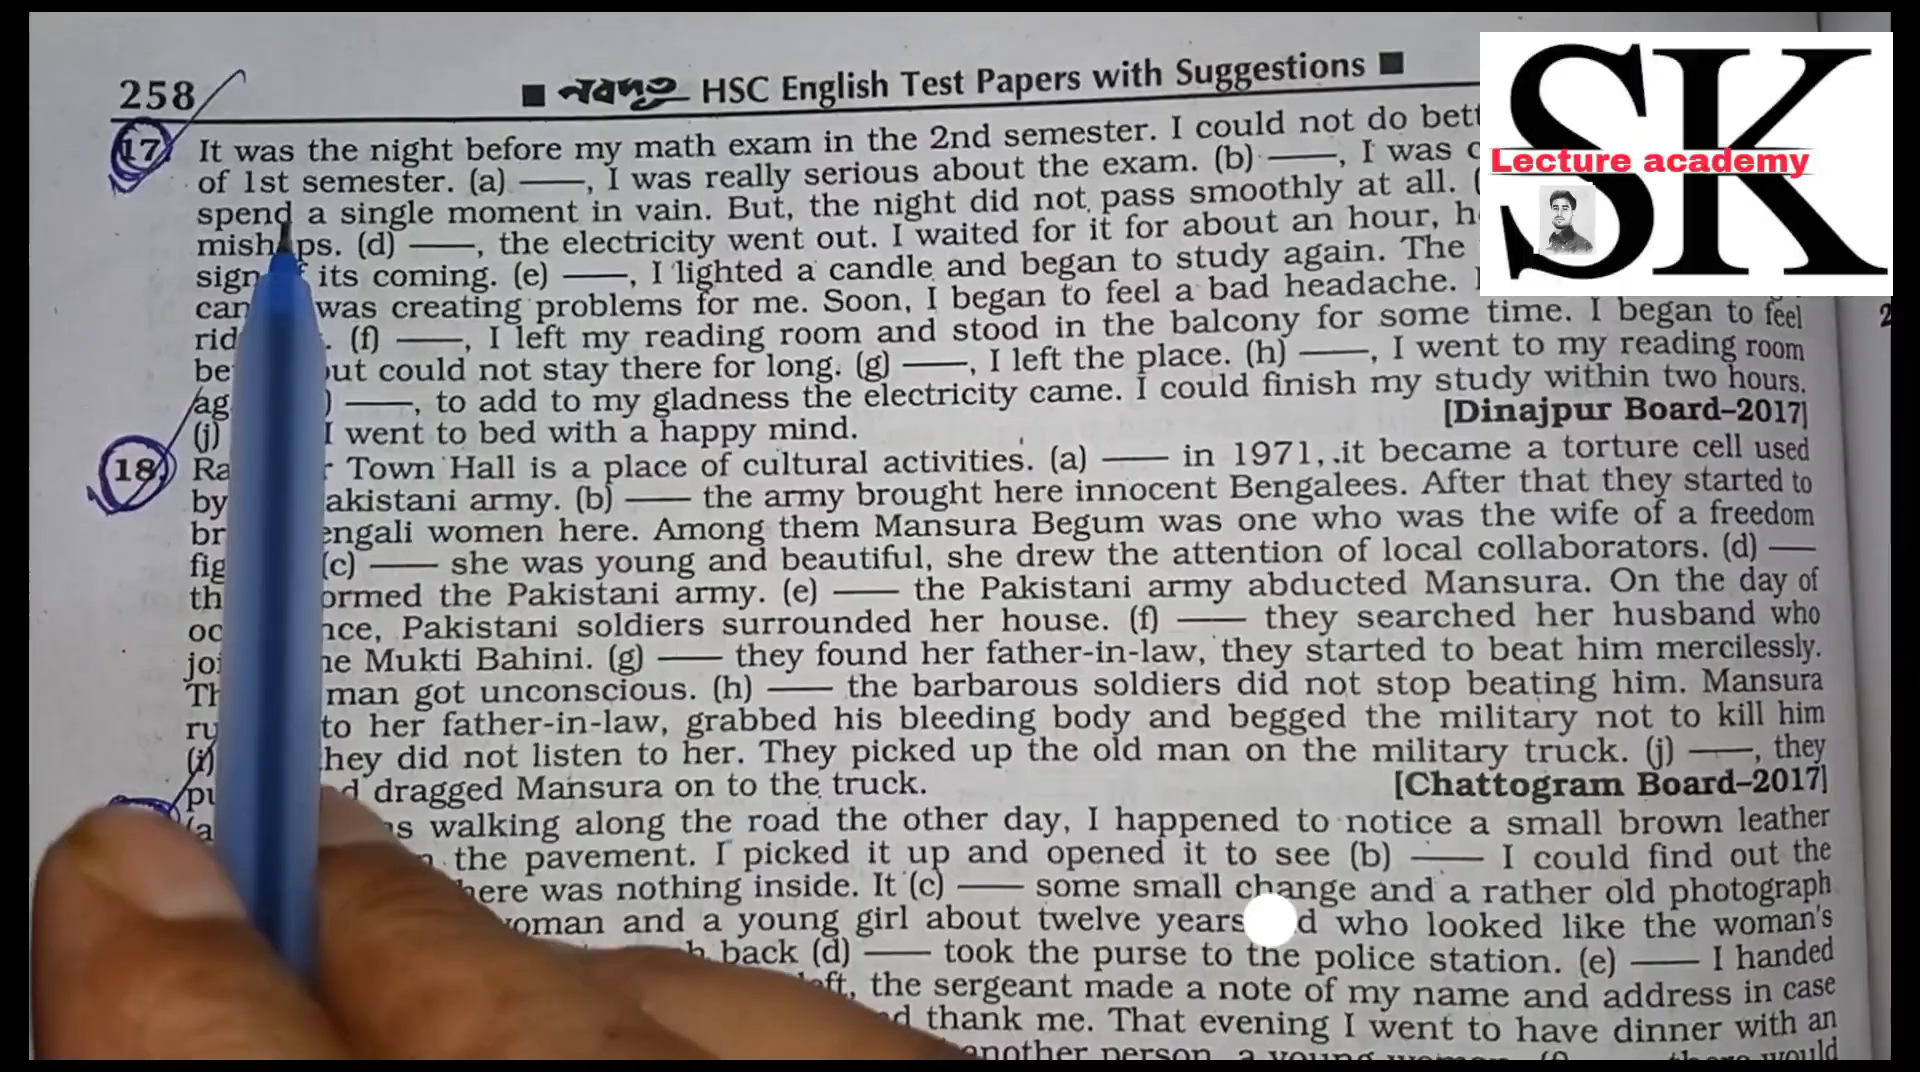 258
■ নবদূত HSC English Test Papers with Suggestions ■
SK
Lecture academy
17. It was the night before my math exam in the 2nd semester. I could not do
of 1st semester. (a) ——, I was really serious about the exam. (b) ——, I was
spend a single moment in vain. But, the night did not pass smoothly at all.
mishaps. (d) ——, the electricity went out. I waited for it for about an hour,
sign its coming. (e) ——, I lighted a candle and began to study again. The
was creating problems for me. Soon, I began to feel a bad headache.
(f) ——, I left my reading room and stood in the balcony for some time. I began to feel
but could not stay there for long. (g) ——, I left the place. (h) ——, I went to my reading room
——, to add to my gladness the electricity came. I could finish my study within two hours.
(j) I went to bed with a happy mind. [Dinajpur Board–2017]
18. Town Hall is a place of cultural activities. (a) —— in 1971, it became a torture cell used
by Pakistani army. (b) —— the army brought here innocent Bengalees. After that they started to
Bengali women here. Among them Mansura Begum was one who was the wife of a freedom
(c) —— she was young and beautiful, she drew the attention of local collaborators. (d) ——
the Pakistani army. (e) —— the Pakistani army abducted Mansura. On the day of
Pakistani soldiers surrounded her house. (f) —— they searched her husband who
the Mukti Bahini. (g) —— they found her father-in-law, they started to beat him mercilessly.
man got unconscious. (h) —— the barbarous soldiers did not stop beating him. Mansura
to her father-in-law, grabbed his bleeding body and begged the military not to kill him
(i) they did not listen to her. They picked up the old man on the military truck. (j) ——, they
dragged Mansura on to the truck. [Chattogram Board–2017]
walking along the road the other day, I happened to notice a small brown leather
the pavement. I picked it up and opened it to see (b) —— I could find out the
there was nothing inside. It (c) —— some small change and a rather old photograph
woman and a young girl about twelve years who looked like the woman's
back (d) —— took the purse to the police station. (e) —— I handed
the sergeant made a note of my name and address in case
thank me. That evening I went to have dinner with an
another person, a young